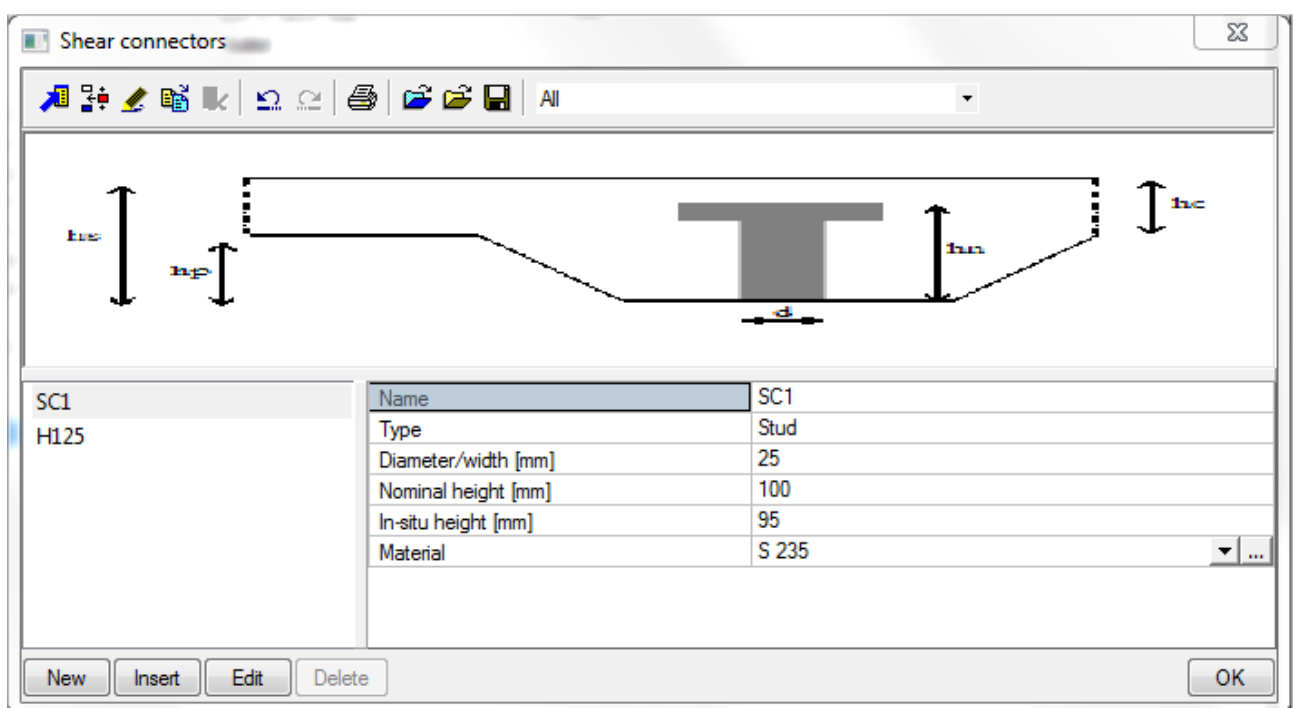 Shear connectors
All
hs
hp
hc
hn
d
SC1
H125
Name SC1
Type Stud
Diameter/width [mm] 25
Nominal height [mm] 100
In-situ height [mm] 95
Material S 235 ...
New Insert Edit Delete OK